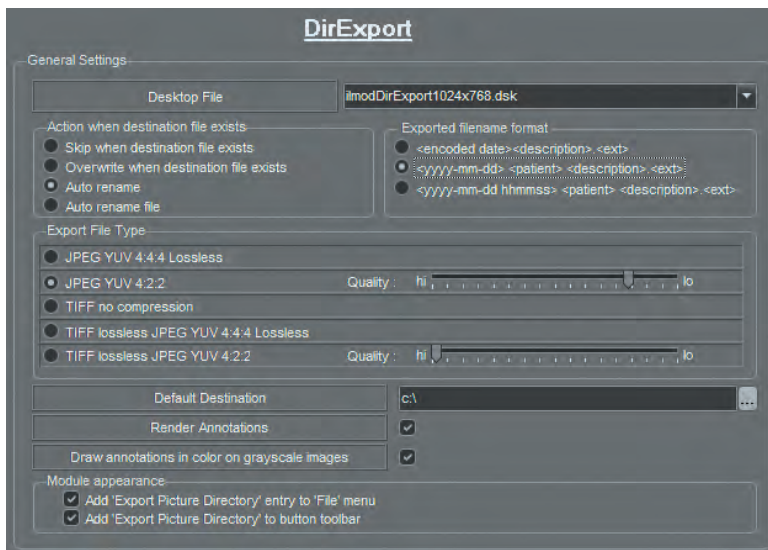 DirExport
General Settings
Desktop File
ilmodDirExport1024x768.dsk
Action when destination file exists
Skip when destination file exists
Overwrite when destination file exists
Auto rename
Auto rename file
Exported filename format
<encoded date><description>.<ext>
<yyyy-mm-dd> <patient> <description>.<ext>
<yyyy-mm-dd hhmmss> <patient> <description>.<ext>
Export File Type
JPEG YUV 4:4:4 Lossless
JPEG YUV 4:2:2 Quality : hi lo
TIFF no compression
TIFF lossless JPEG YUV 4:4:4 Lossless
TIFF lossless JPEG YUV 4:2:2 Quality : hi lo
Default Destination c:\ ...
Render Annotations
Draw annotations in color on grayscale images
Module appearance
Add 'Export Picture Directory' entry to 'File' menu
Add 'Export Picture Directory' to button toolbar